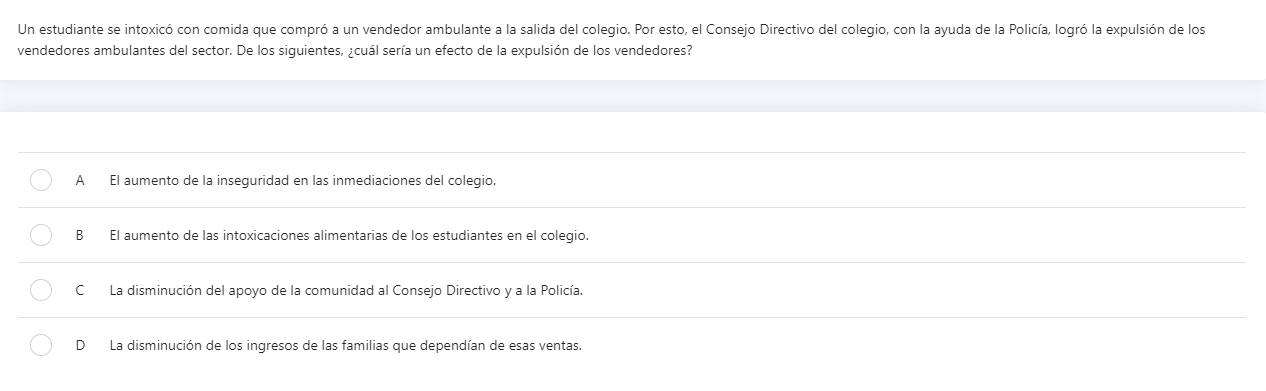 Un estudiante se intoxicó con comida que compró a un vendedor ambulante a la salida del colegio. Por esto, el Consejo Directivo del colegio, con la ayuda de la Policía, logró la expulsión de los
vendedores ambulantes del sector. De los siguientes, ¿cuál sería un efecto de la expulsión de los vendedores?
A El aumento de la inseguridad en las inmediaciones del colegio.
B El aumento de las intoxicaciones alimentarias de los estudiantes en el colegio.
C La disminución del apoyo de la comunidad al Consejo Directivo y a la Policía.
D La disminución de los ingresos de las familias que dependían de esas ventas.